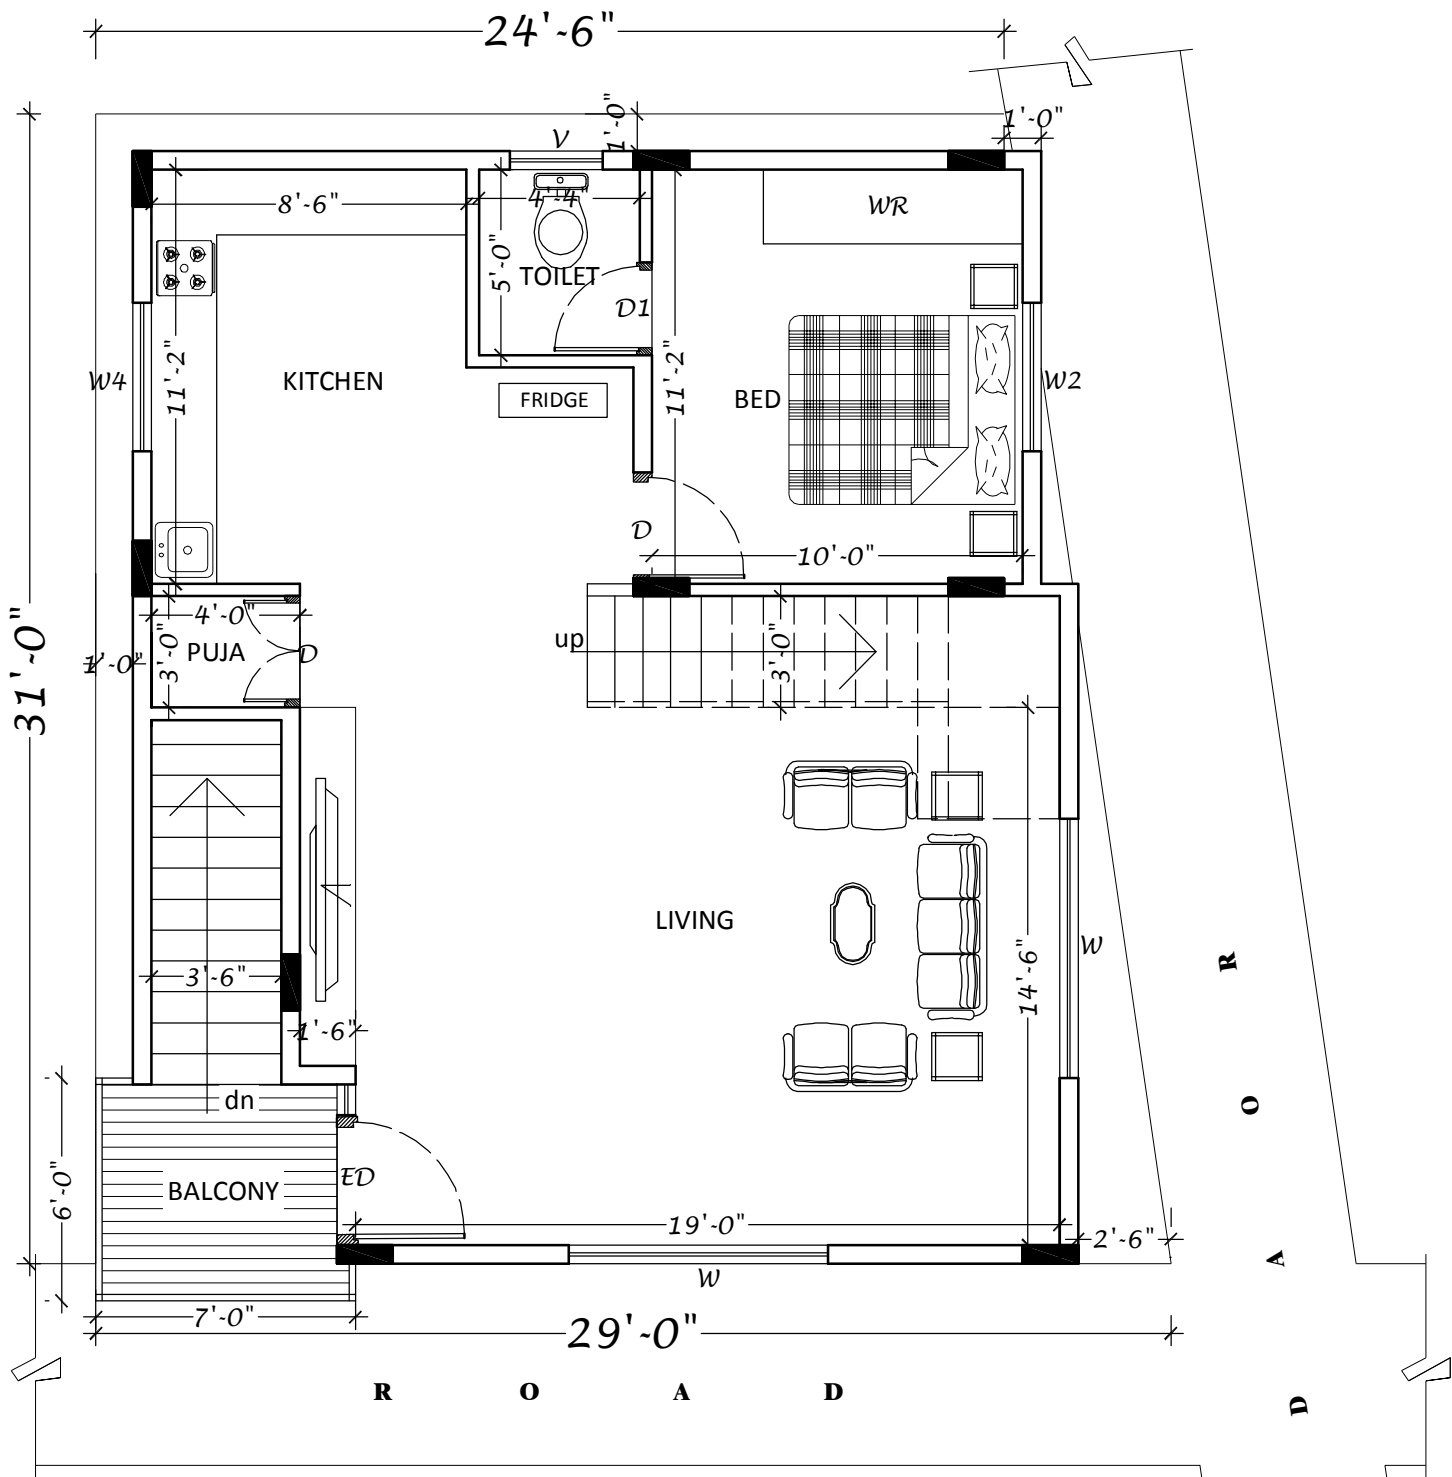 24'-6"
1'-0"
1'-0"
V
8'-6"
4'-4
WR
5'-0"
TOILET
D1
11'-2"
11'-2"
W4
KITCHEN
FRIDGE
BED
W2
D
10'-0"
4'-0"
PUJA
3'-0"
D
1'-0"
31'-0"
up
3'-0"
LIVING
W
14'-6"
3'-6"
1'-6"
dn
BALCONY
ED
6'-0"
19'-0"
2'-6"
W
7'-0"
29'-0"
R O A D
R
O
A
D